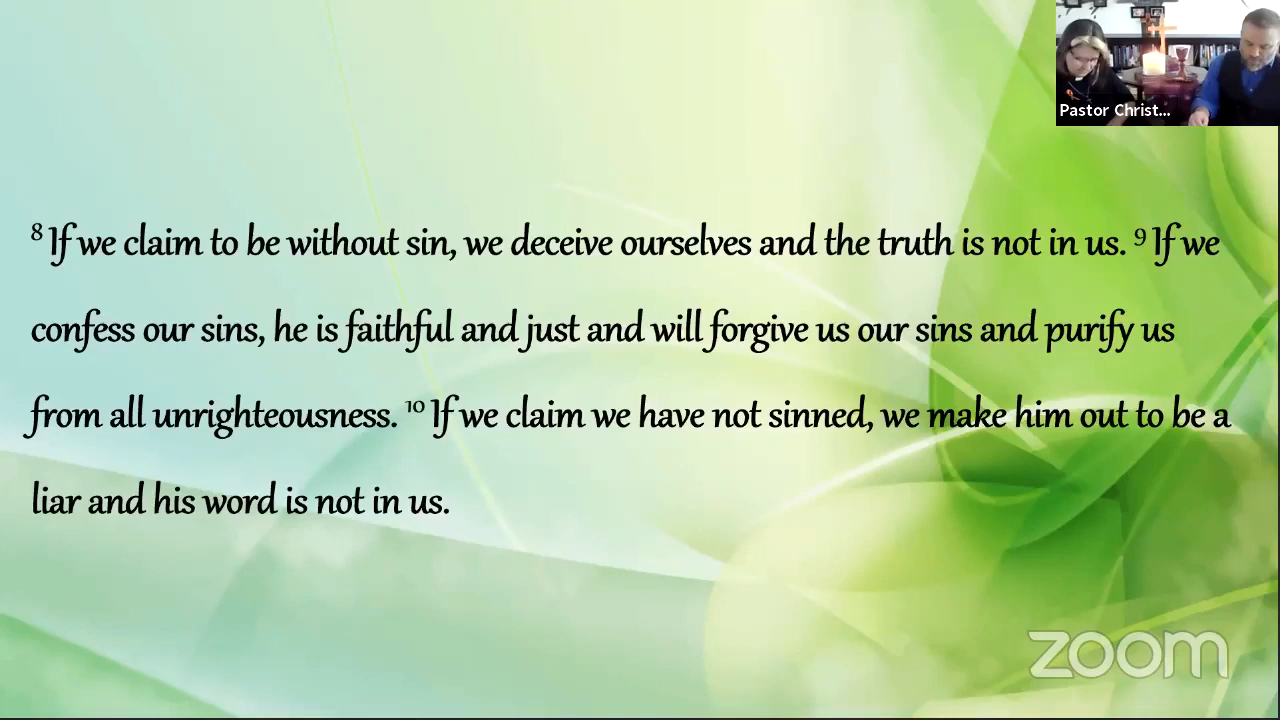 Pastor Christ...
⁸ If we claim to be without sin, we deceive ourselves and the truth is not in us. ⁹ If we
confess our sins, he is faithful and just and will forgive us our sins and purify us
from all unrighteousness. ¹⁰ If we claim we have not sinned, we make him out to be a
liar and his word is not in us.
zoom